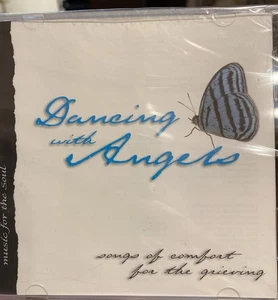 Dancing
with
Angels
songs of comfort
for the grieving
music for the soul